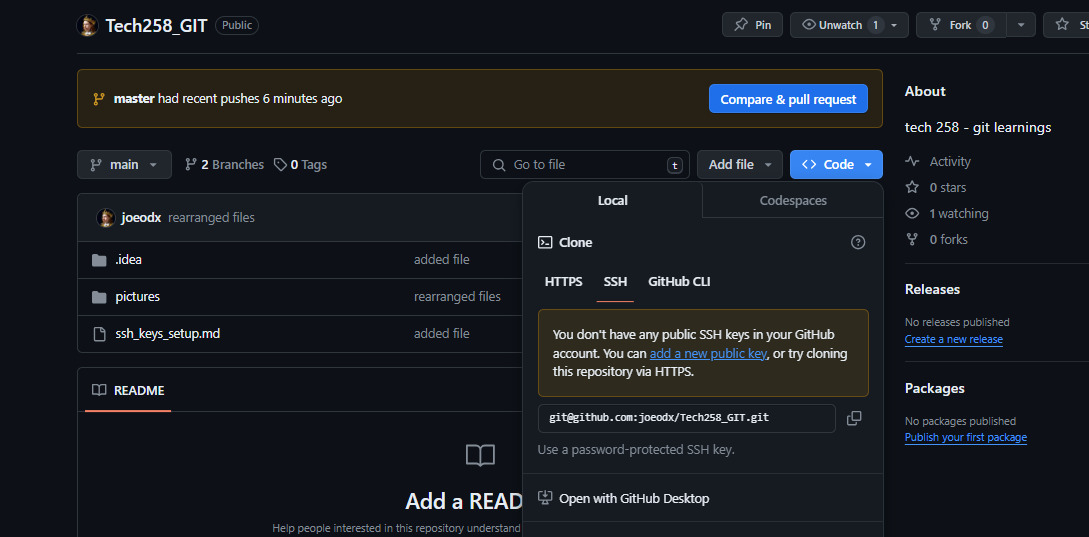 Tech258_GIT Public
Pin
Unwatch 1
Fork 0
master had recent pushes 6 minutes ago
Compare & pull request
main
2 Branches
0 Tags
Go to file
t
Add file
Code
joeodx rearranged files
.idea added file
pictures rearranged files
ssh_keys_setup.md added file
README
Add a READ
Help people interested in this repository understand
Local
Codespaces
Clone
HTTPS
SSH
GitHub CLI
You don't have any public SSH keys in your GitHub
account. You can add a new public key, or try cloning
this repository via HTTPS.
git@github.com:joeodx/Tech258_GIT.git
Use a password-protected SSH key.
Open with GitHub Desktop
About
tech 258 - git learnings
Activity
0 stars
1 watching
0 forks
Releases
No releases published
Create a new release
Packages
No packages published
Publish your first package